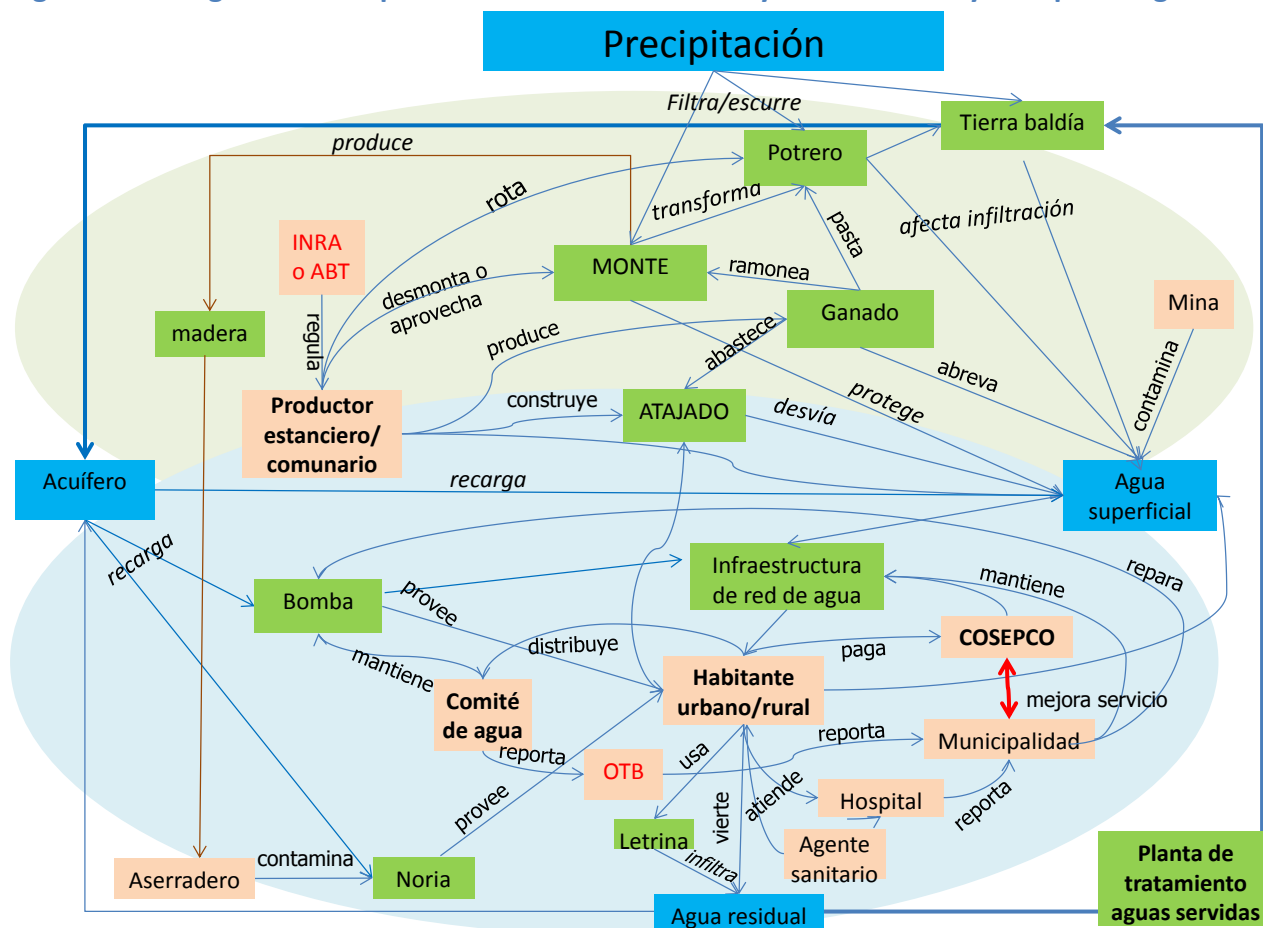 Precipitación
Filtra/escurre
Tierra baldía
produce
Potrero
rota
transforma
afecta infiltración
pasta
INRA
o ABT
MONTE
ramonea
desmonta o
aprovecha
Ganado
Mina
madera
regula
produce
abastece
abreva
contamina
protege
Productor
estanciero/
comunario
construye
ATAJADO
desvía
Acuífero
recarga
Agua
superficial
recarga
Infraestructura
de red de agua
mantiene
repara
Bomba
provee
distribuye
COSEPCO
paga
mantiene
Habitante
urbano/rural
Comité
de agua
mejora servicio
reporta
Municipalidad
reporta
OTB
usa
atiende
Hospital
reporta
provee
vierte
Letrina
Agente
sanitario
infiltra
contamina
Aserradero
Noria
Planta de
tratamiento
aguas servidas
Agua residual